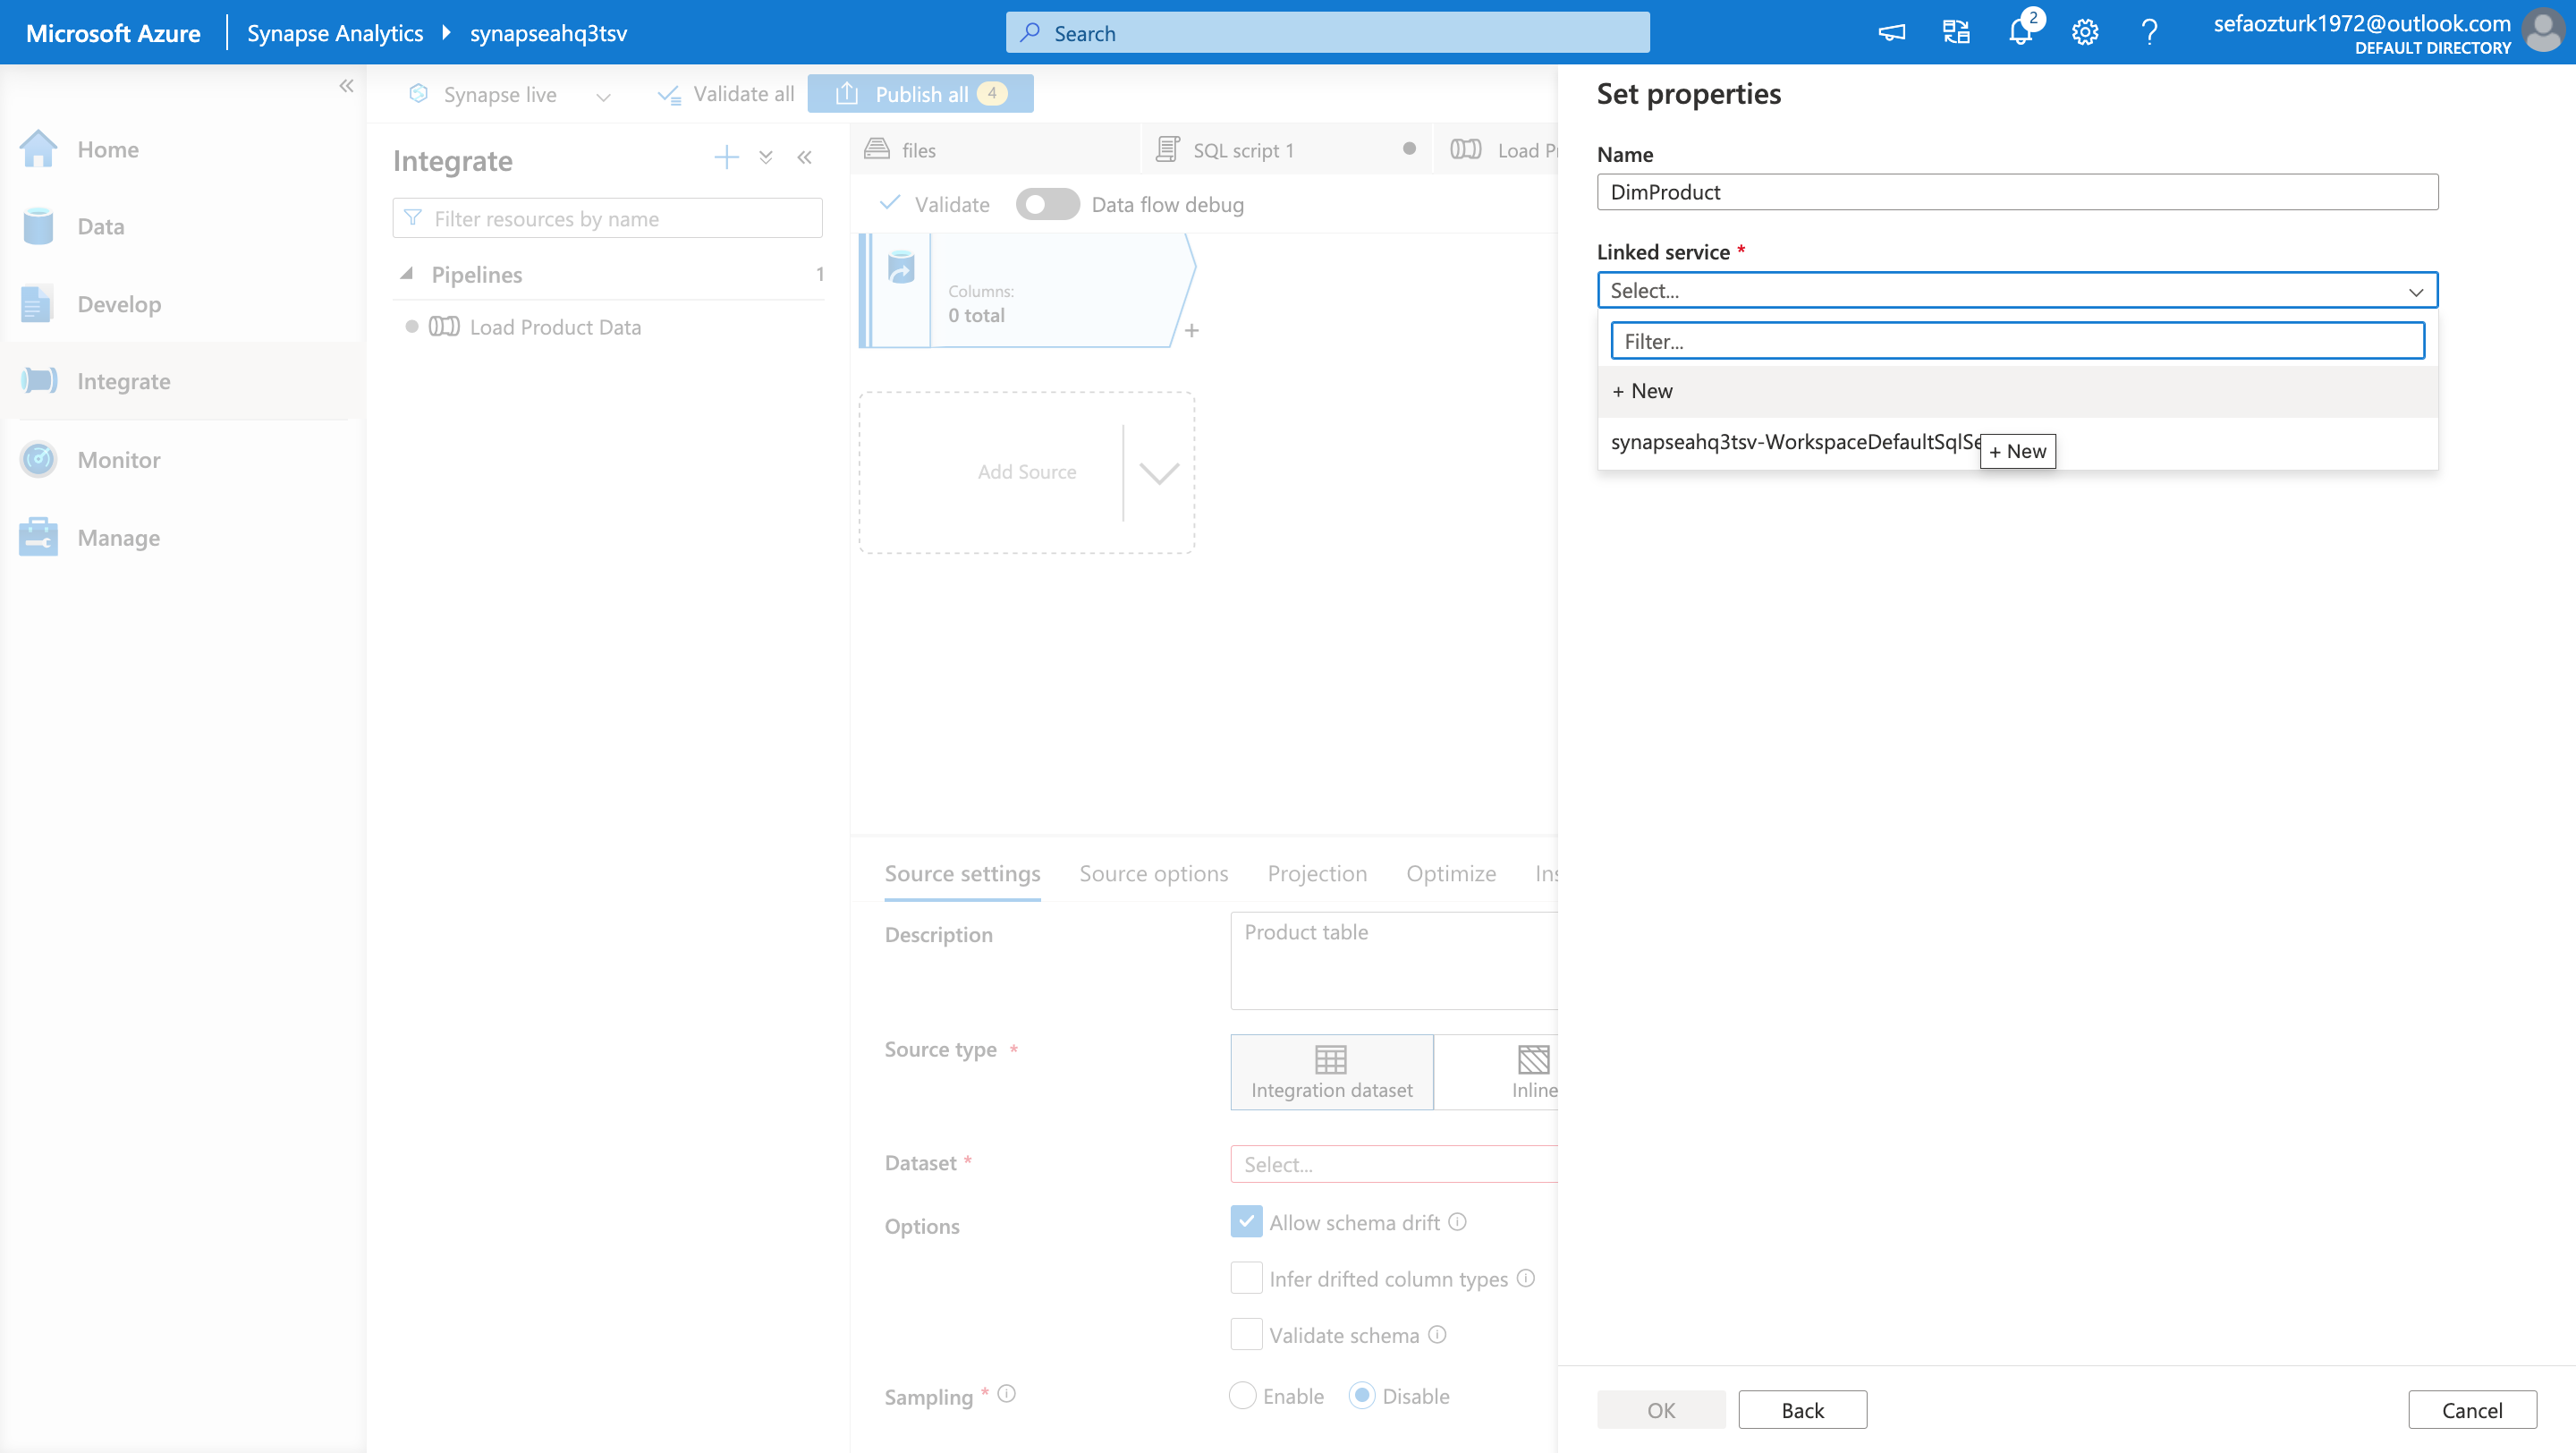 Microsoft Azure
Synapse Analytics
synapseahq3tsv
Search
2
sefaozturk1972@outlook.com
DEFAULT DIRECTORY
Home
Data
Develop
Integrate
Monitor
Manage
Synapse live
Validate all
Publish all 4
Integrate
Filter resources by name
Pipelines 1
Load Product Data
files
SQL script 1
Load
Validate
Data flow debug
Columns:
0 total
+
Add Source
Source settings
Source options
Projection
Optimize
Description
Product table
Source type *
Integration dataset
Inline
Dataset *
Select...
Options
Allow schema drift
Infer drifted column types
Validate schema
Sampling *
Enable
Disable
Set properties
Name
DimProduct
Linked service *
Select...
Filter...
+ New
synapseahq3tsv-WorkspaceDefaultSqlSe
+ New
OK
Back
Cancel